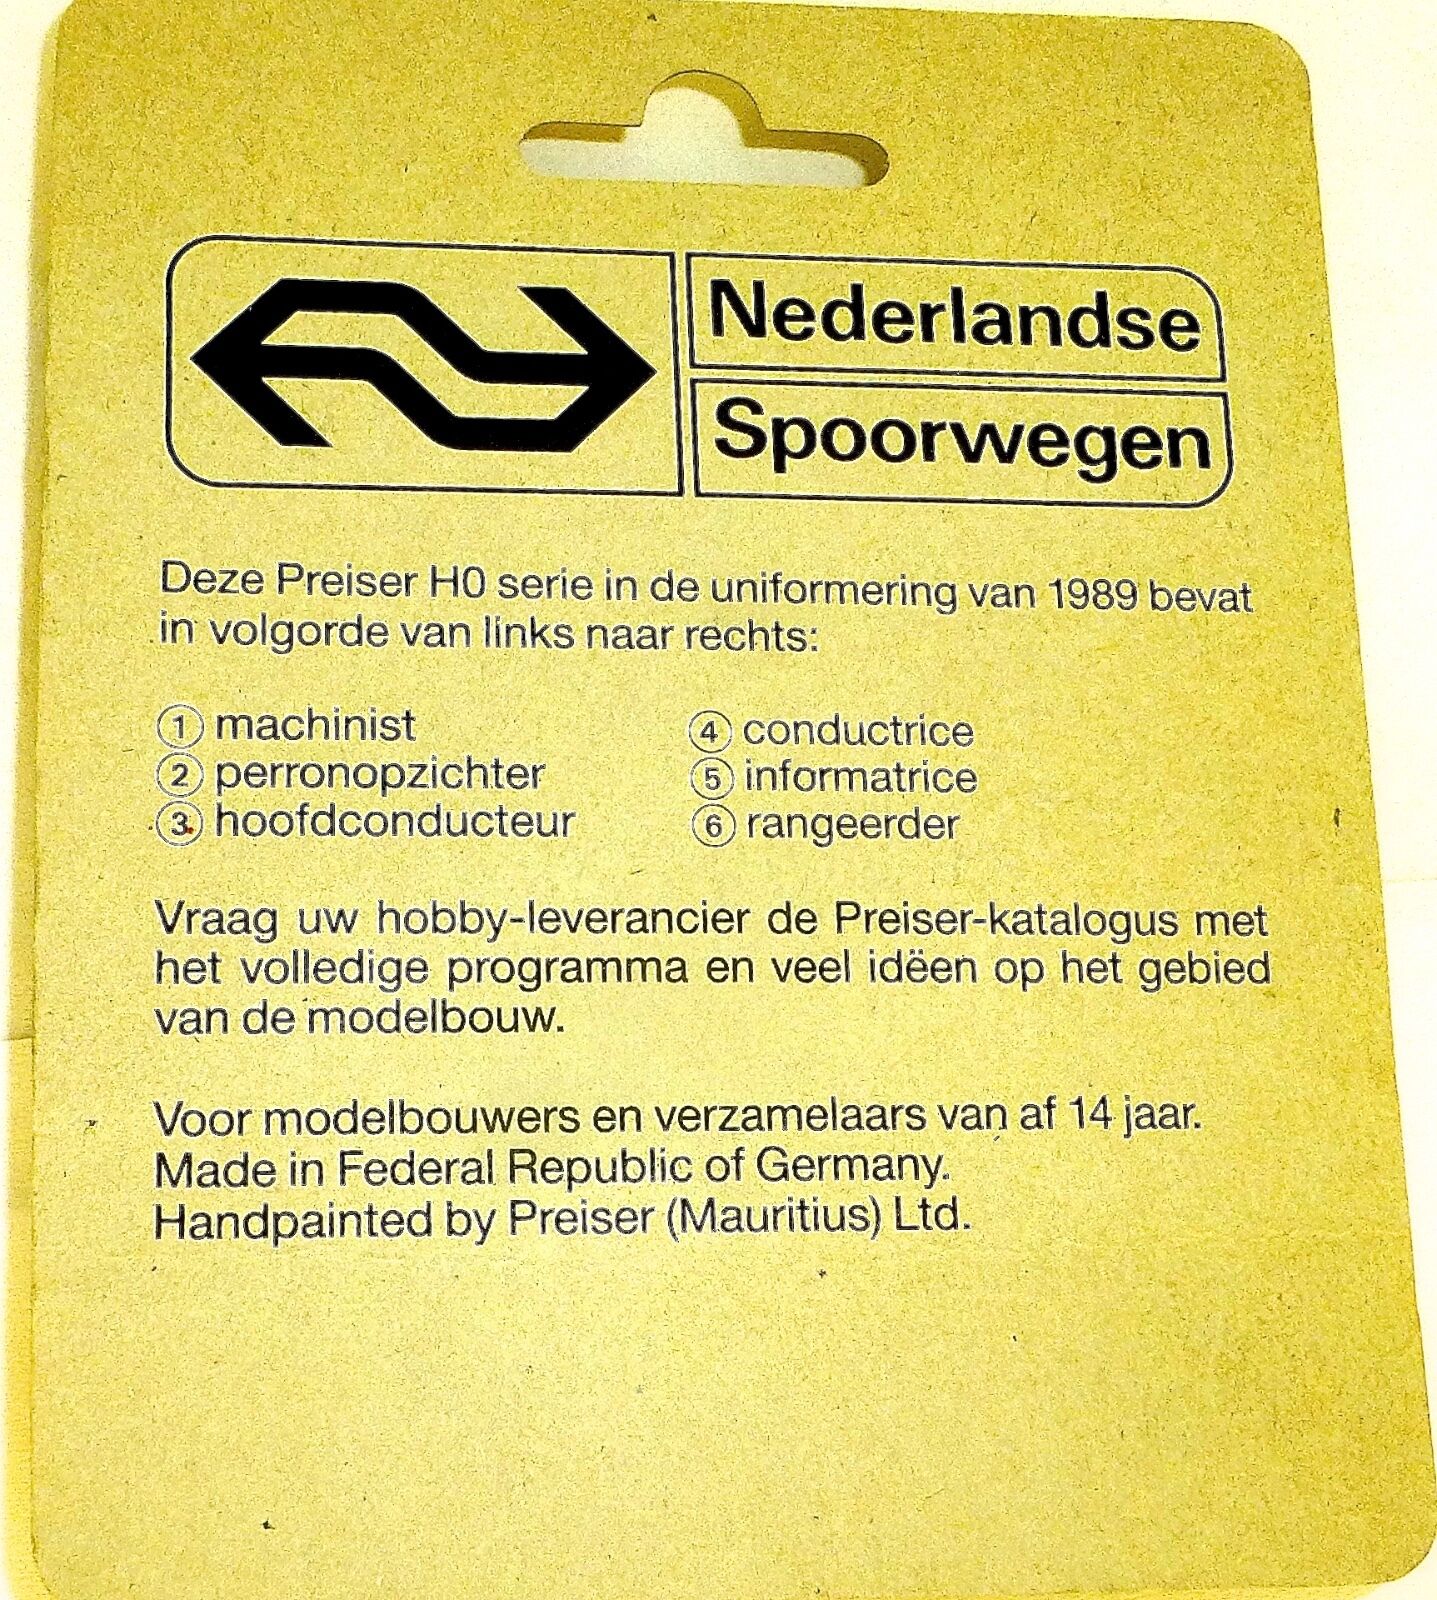 Nederlandse
Spoorwegen
Deze Preiser H0 serie in de uniformering van 1989 bevat
in volgorde van links naar rechts:
① machinist
② perronopzichter
③ hoofdconducteur
④ conductrice
⑤ informatrice
⑥ rangeerder
Vraag uw hobby-leverancier de Preiser-katalogus met
het volledige programma en veel idëen op het gebied
van de modelbouw.
Voor modelbouwers en verzamelaars van af 14 jaar.
Made in Federal Republic of Germany.
Handpainted by Preiser (Mauritius) Ltd.